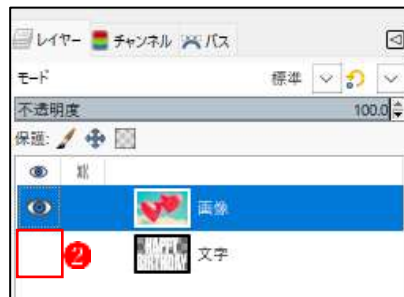 レイヤー チャンネル パス
モード 標準
不透明度 100.0
保護:
画像
2 HAPPY BIRTHDAY 文字